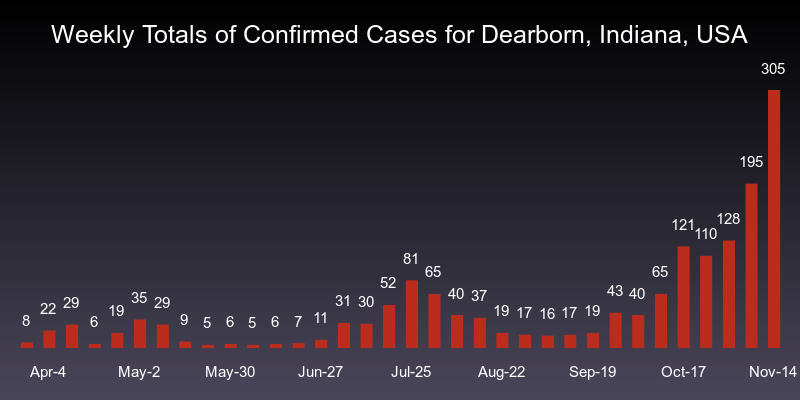 Weekly Totals of Confirmed Cases for Dearborn, Indiana, USA
8 22 29 6 19 35 29 9 5 6 5 6 7 11 31 30 52 81 65 40 37 19 17 16 17 19 43 40 65 121 110 128 195 305
Apr-4 May-2 May-30 Jun-27 Jul-25 Aug-22 Sep-19 Oct-17 Nov-14